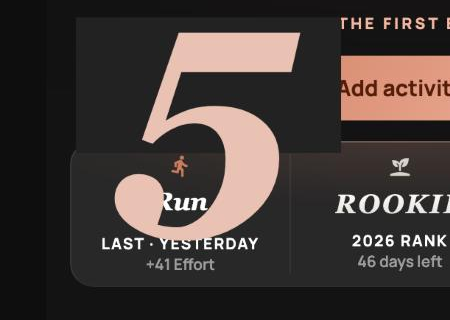 THE FIRST
5
Add activit
Run
ROOKI
LAST · YESTERDAY
2026 RANK
+41 Effort
46 days left